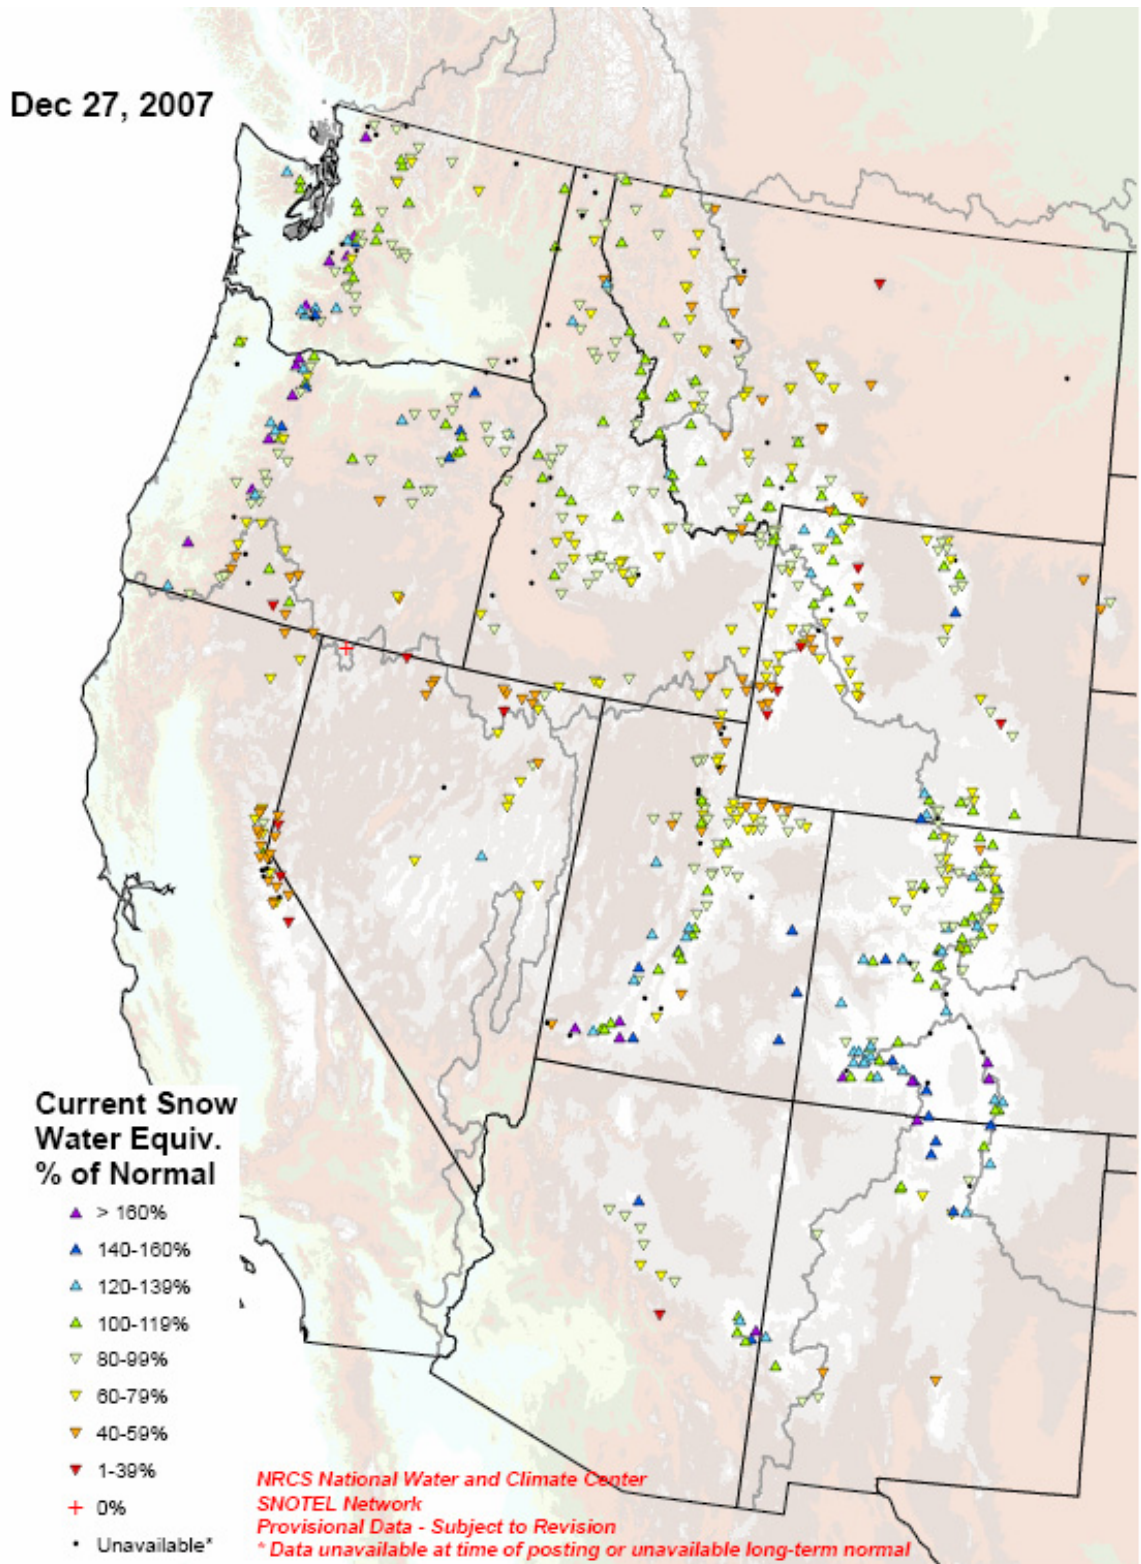 Dec 27, 2007
Current Snow
Water Equiv.
% of Normal
> 160%
140-160%
120-139%
100-119%
80-99%
60-79%
40-59%
1-39%
0%
Unavailable*
NRCS National Water and Climate Center
SNOTEL Network
Provisional Data - Subject to Revision
* Data unavailable at time of posting or unavailable long-term normal